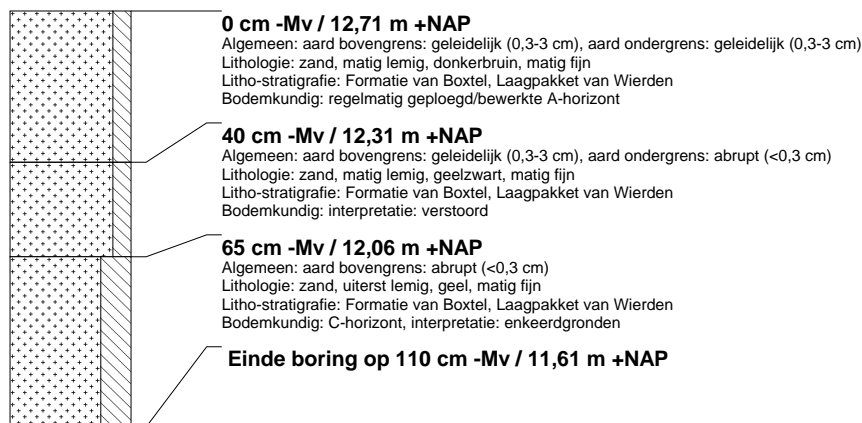 0 cm -Mv / 12,71 m +NAP
Algemeen: aard bovengrens: geleidelijk (0,3-3 cm), aard ondergrens: geleidelijk (0,3-3 cm)
Lithologie: zand, matig lemig, donkerbruin, matig fijn
Litho-stratigrafie: Formatie van Boxtel, Laagpakket van Wierden
Bodemkundig: regelmatig geploegd/bewerkte A-horizont
40 cm -Mv / 12,31 m +NAP
Algemeen: aard bovengrens: geleidelijk (0,3-3 cm), aard ondergrens: abrupt (<0,3 cm)
Lithologie: zand, matig lemig, geelzwart, matig fijn
Litho-stratigrafie: Formatie van Boxtel, Laagpakket van Wierden
Bodemkundig: interpretatie: verstoord
65 cm -Mv / 12,06 m +NAP
Algemeen: aard bovengrens: abrupt (<0,3 cm)
Lithologie: zand, uiterst lemig, geel, matig fijn
Litho-stratigrafie: Formatie van Boxtel, Laagpakket van Wierden
Bodemkundig: C-horizont, interpretatie: enkeerdgronden
Einde boring op 110 cm -Mv / 11,61 m +NAP